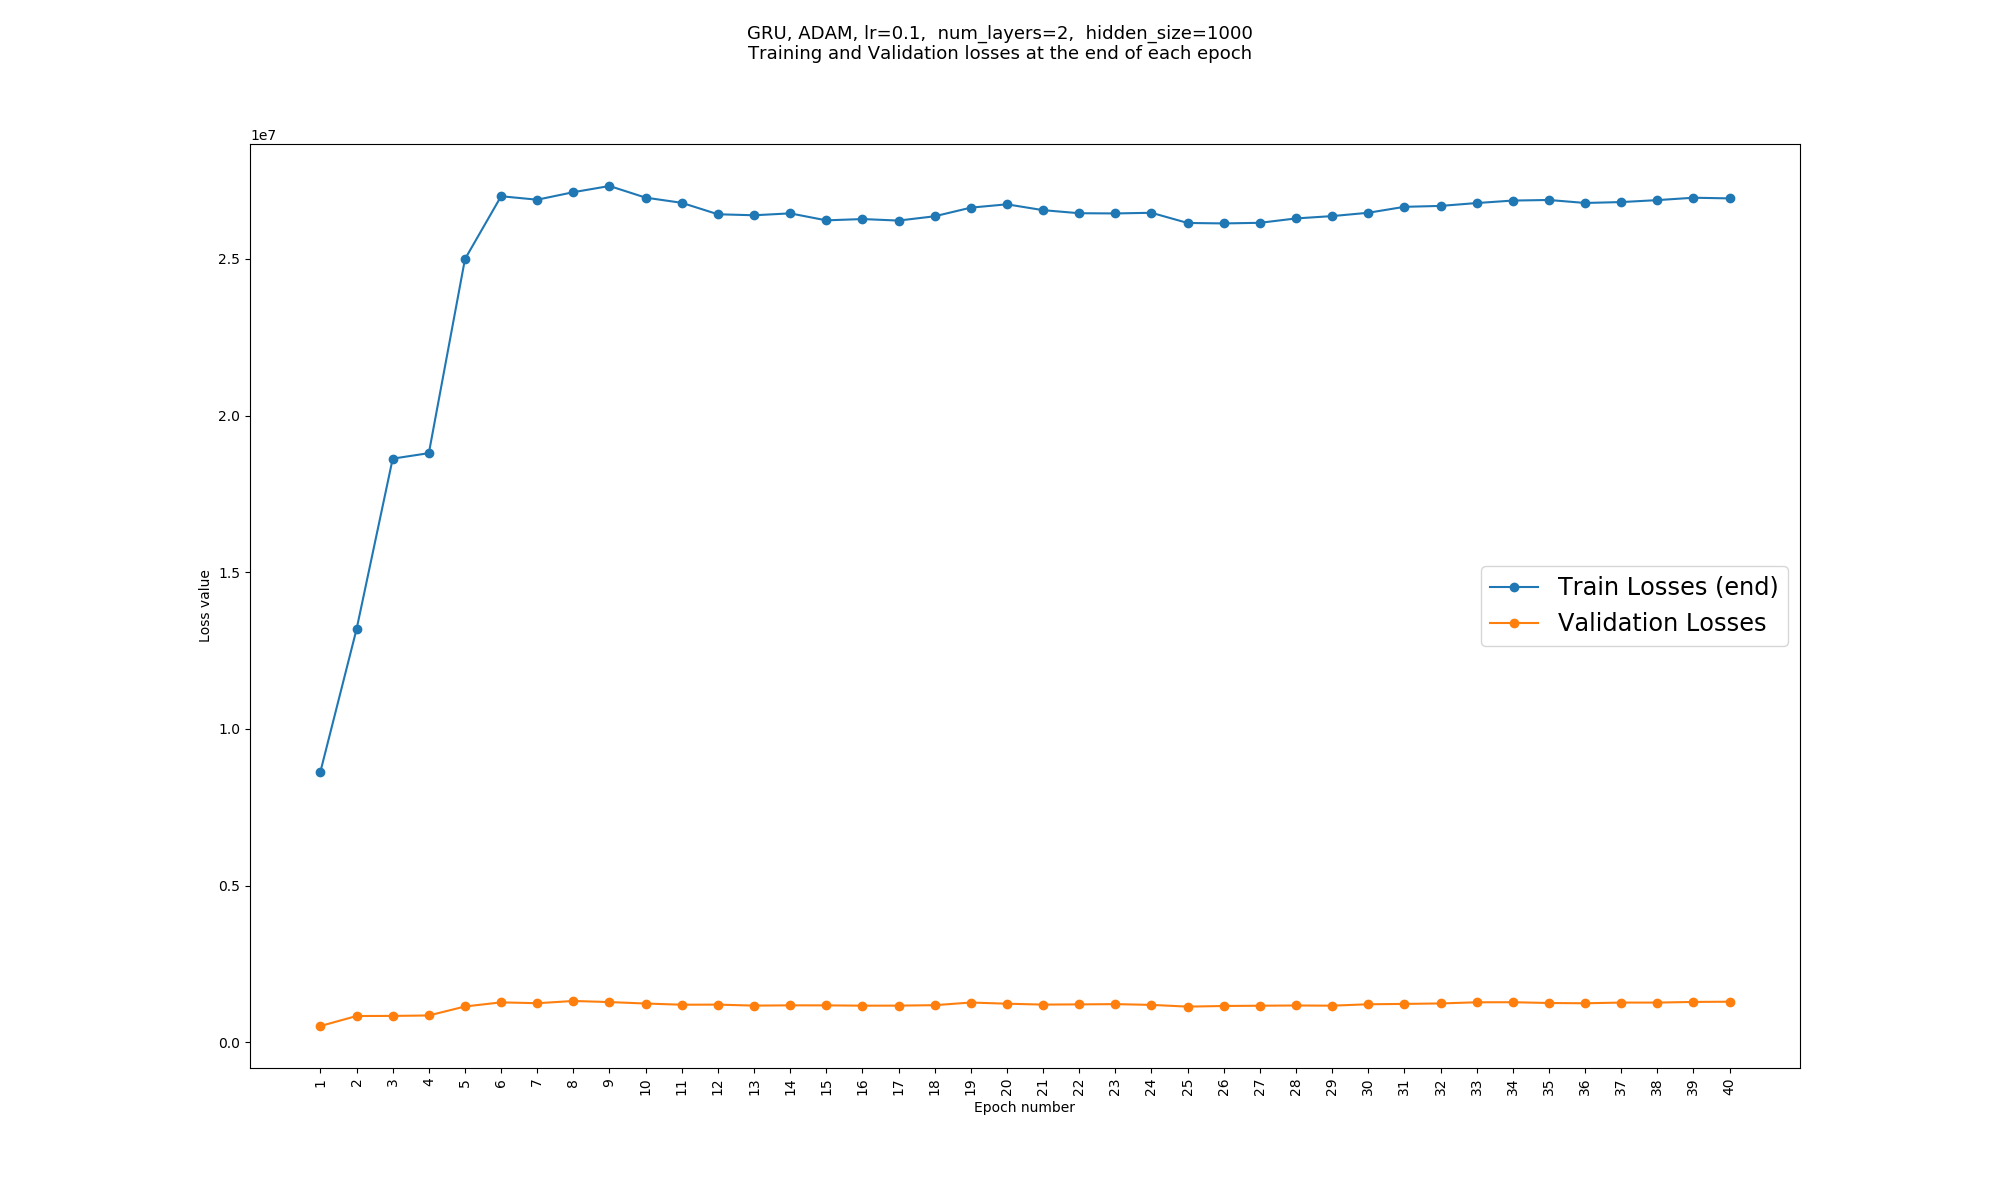 GRU, ADAM, lr=0.1,  num_layers=2,  hidden_size=1000
Training and Validation losses at the end of each epoch
1e7
2.5
2.0
1.5
1.0
0.5
0.0
Loss value
Train Losses (end)
Validation Losses
1 2 3 4 5 6 7 8 9 10 11 12 13 14 15 16 17 18 19 20 21 22 23 24 25 26 27 28 29 30 31 32 33 34 35 36 37 38 39 40
Epoch number